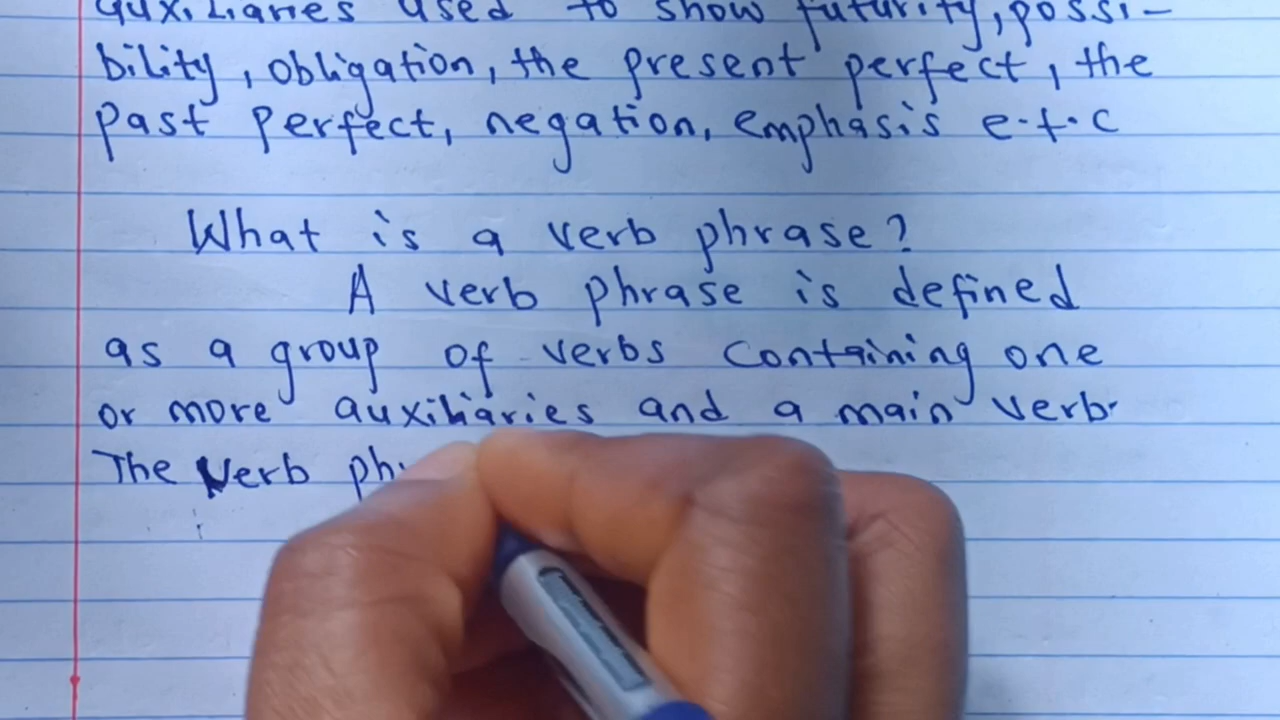 auxiliaries used to show futurity, possi-
bility, obligation, the present perfect, the
past perfect, negation, emphasis e.t.c
What is a verb phrase?
A verb phrase is defined
as a group of verbs containing one
or more auxiliaries and a main verb.
The verb ph